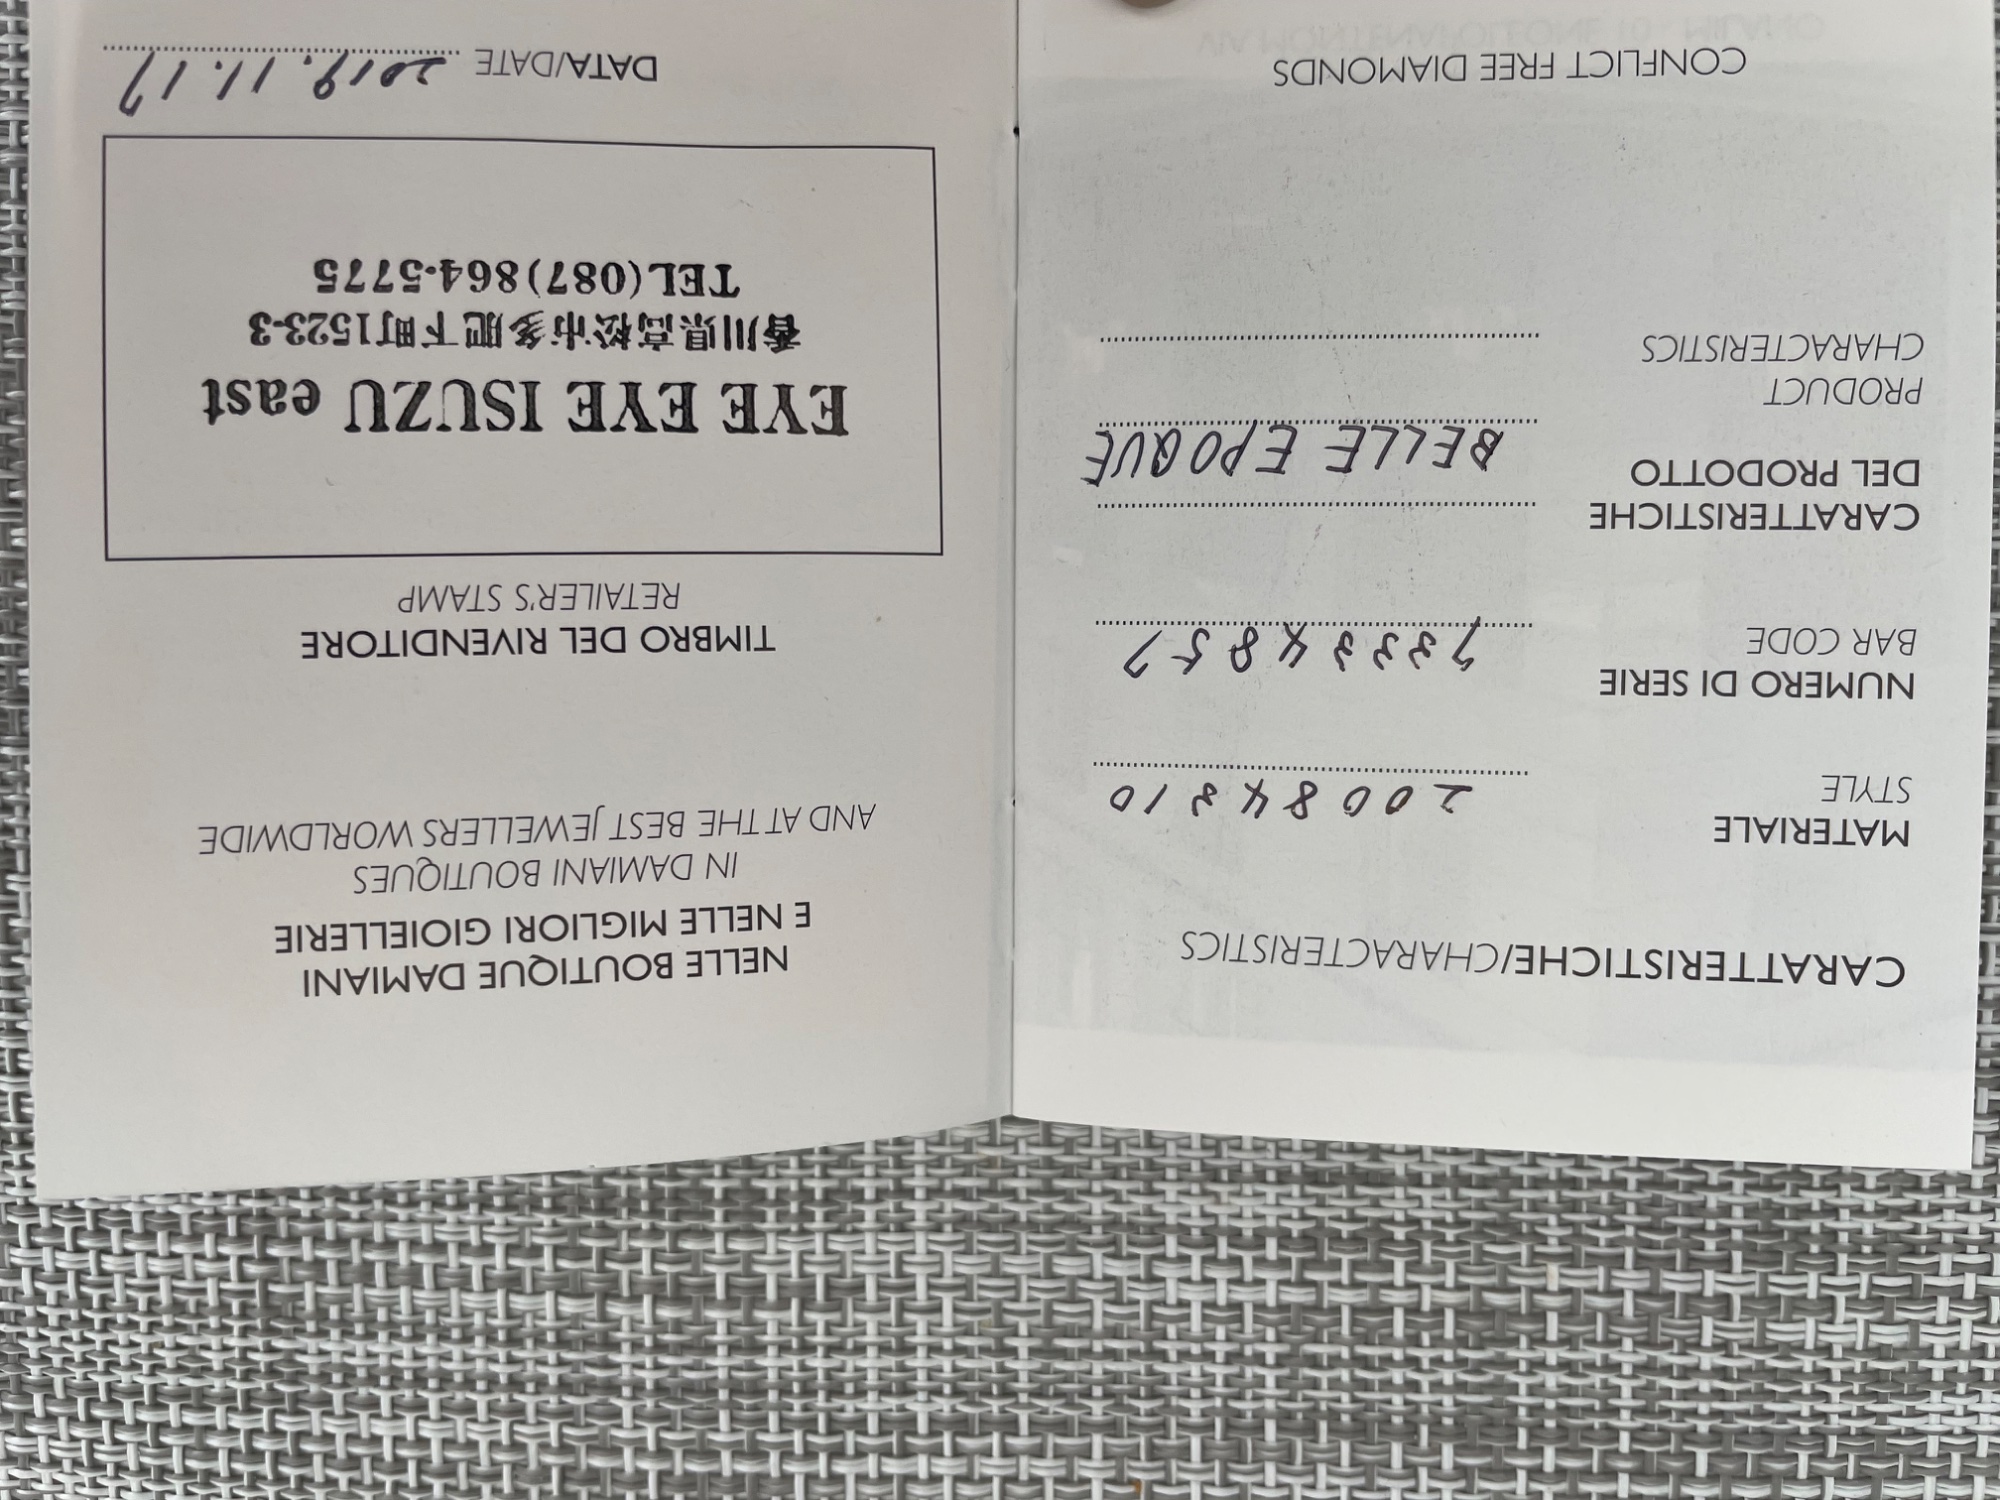 CARATTERISTICHE/CHARACTERISTICS
MATERIALE
STYLE
20084310
NUMERO DI SERIE
BAR CODE
73334857
CARATTERISTICHE
DEL PRODOTTO
BELLE EPOQUE
PRODUCT
CHARACTERISTICS
CONFLICT FREE DIAMONDS
NELLE BOUTIQUE DAMIANI
E NELLE MIGLIORI GIOIELLERIE
IN DAMIANI BOUTIQUES
AND AT THE BEST JEWELLERS WORLDWIDE
TIMBRO DEL RIVENDITORE
RETAILER'S STAMP
EYE EYE ISUZU east
香川県高松市多肥下町1523-3
TEL(087)864-5775
DATA/DATE 2019.11.17